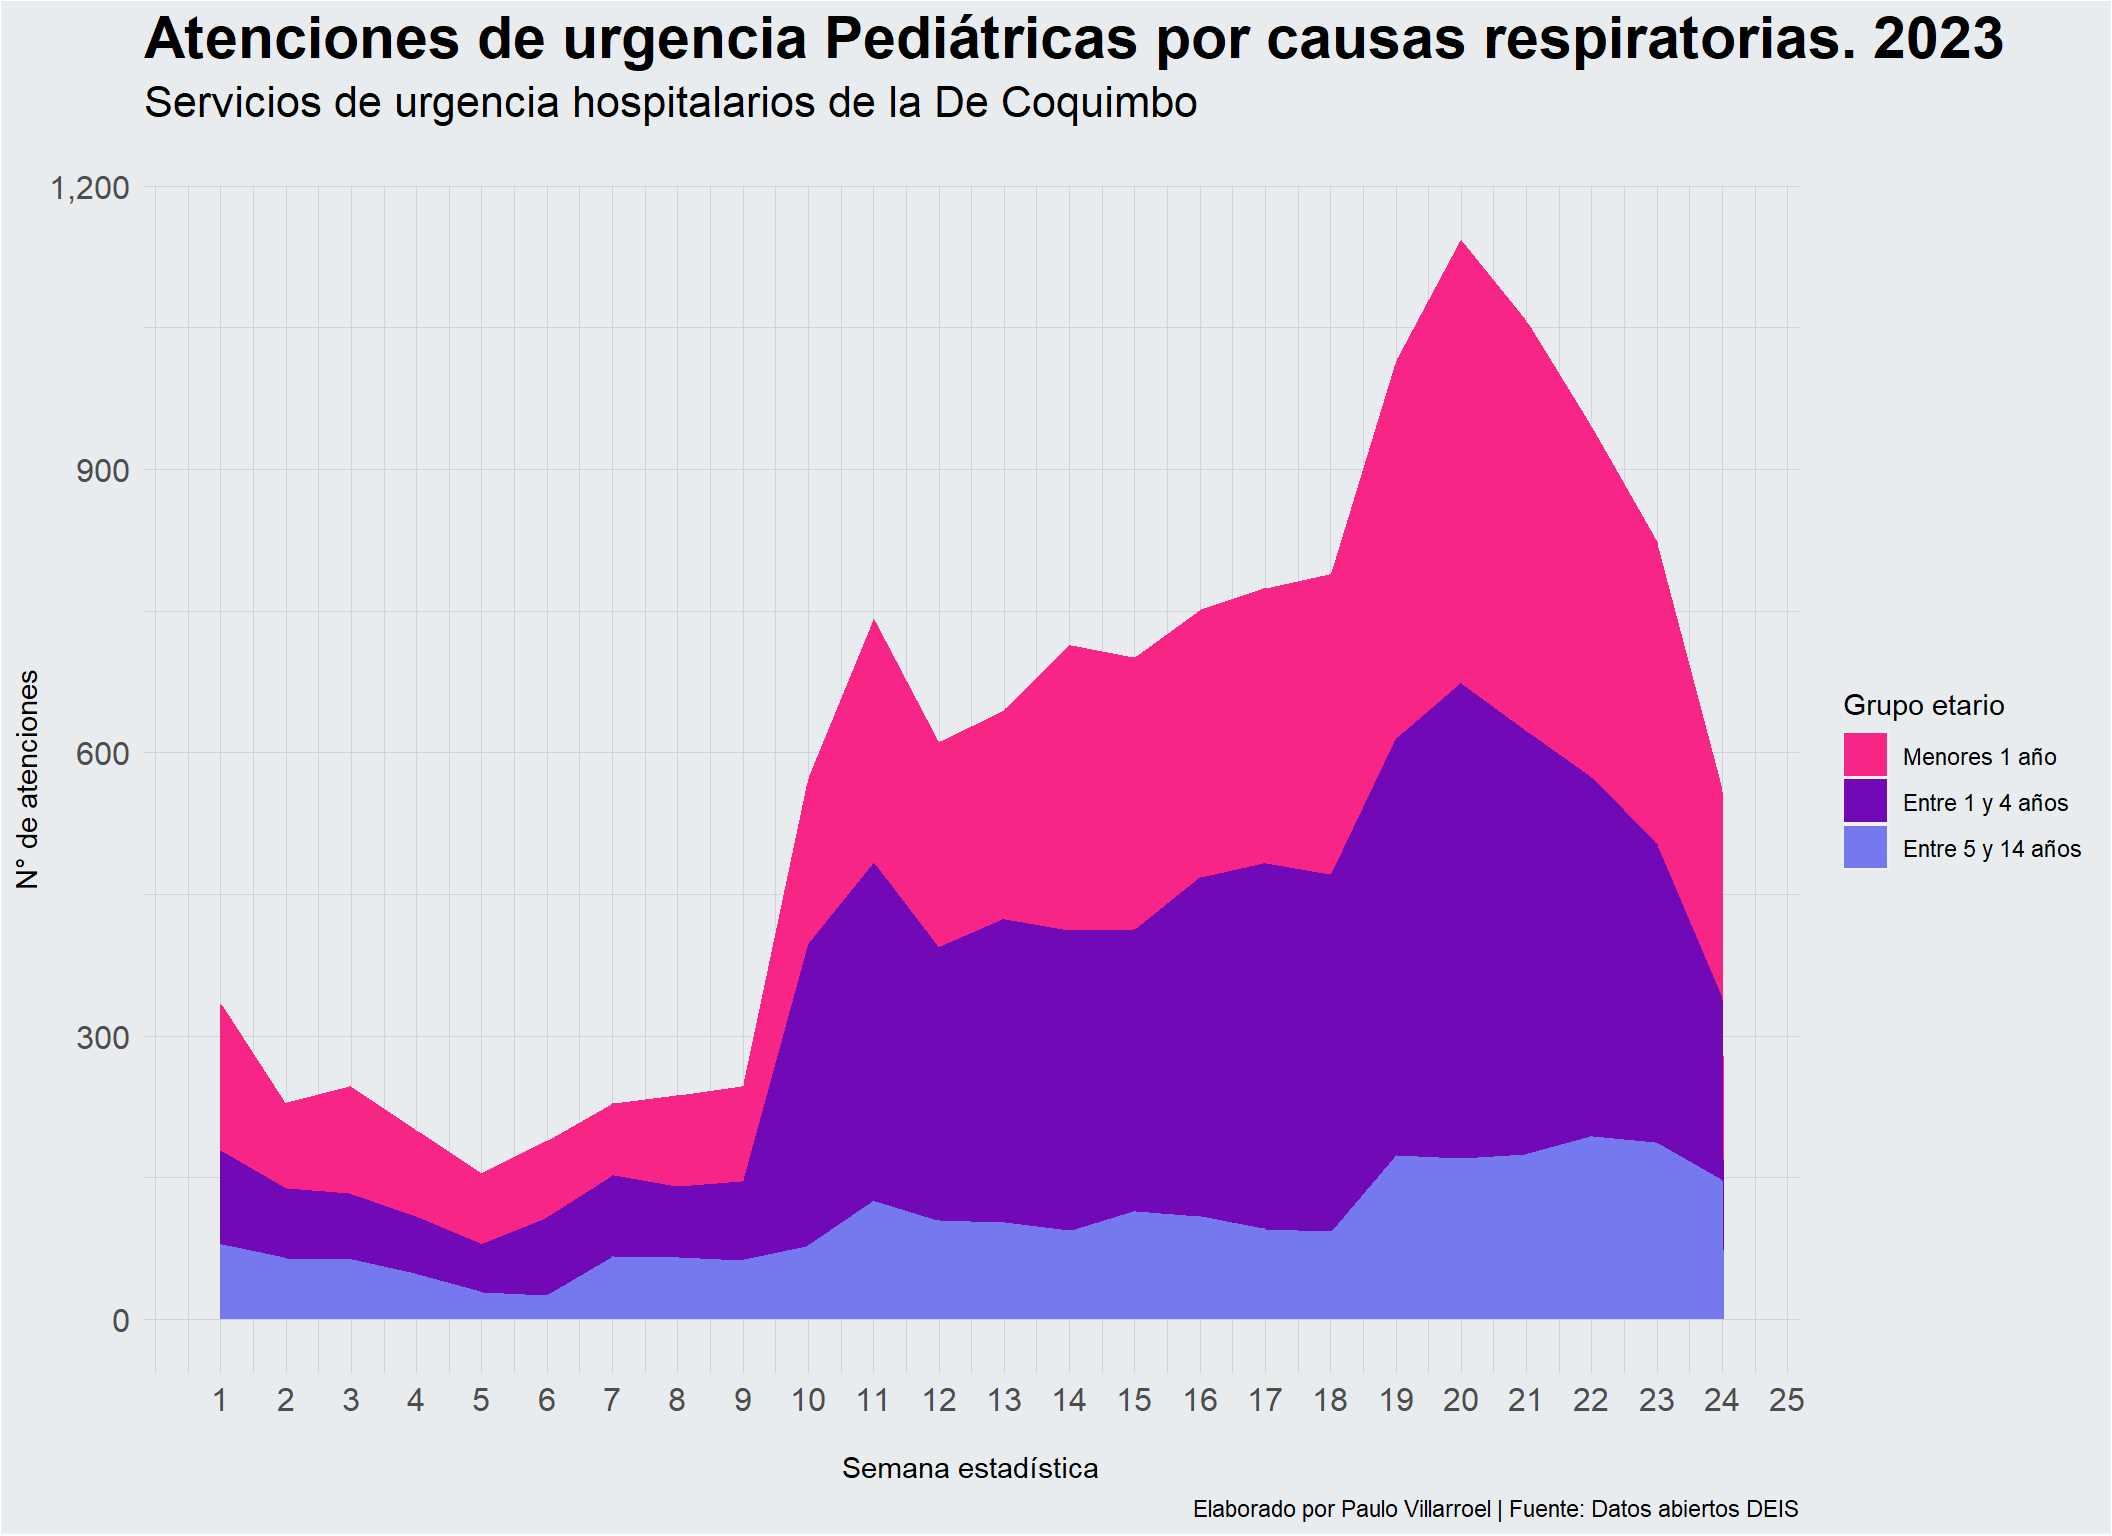 Atenciones de urgencia Pediátricas por causas respiratorias. 2023
Servicios de urgencia hospitalarios de la De Coquimbo
1,200
900
600
300
0
N° de atenciones
1 2 3 4 5 6 7 8 9 10 11 12 13 14 15 16 17 18 19 20 21 22 23 24 25
Semana estadística
Grupo etario
Menores 1 año
Entre 1 y 4 años
Entre 5 y 14 años
Elaborado por Paulo Villarroel | Fuente: Datos abiertos DEIS